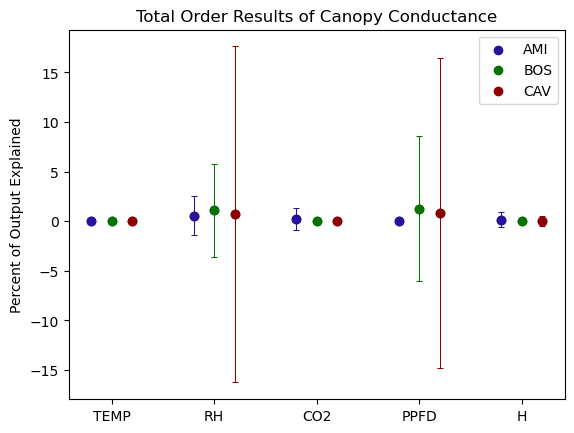 Total Order Results of Canopy Conductance
AMI
BOS
CAV
Percent of Output Explained
15
10
5
0
−5
−10
−15
TEMP
RH
CO2
PPFD
H